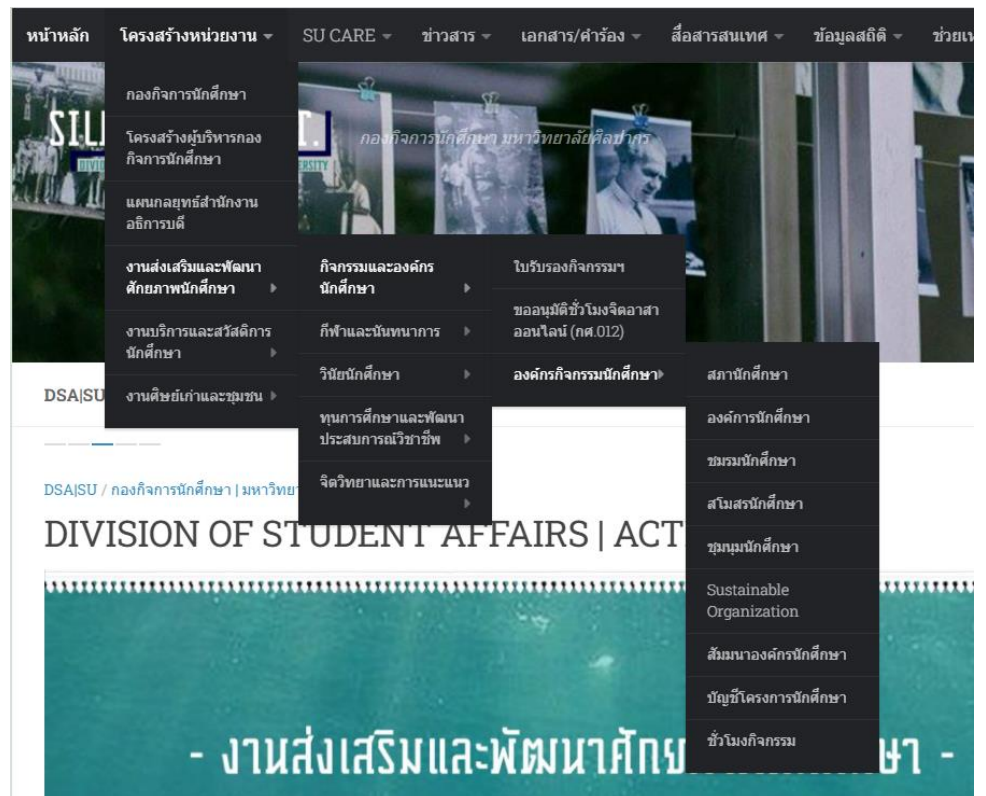 หน้าหลัก
โครงสร้างหน่วยงาน
SU CARE
ข่าวสาร
เอกสาร/คำร้อง
สื่อสารสนเทศ
ข้อมูลสถิติ
กองกิจการนักศึกษา
โครงสร้างผู้บริหารกอง
กิจการนักศึกษา
แผนกลยุทธ์สำนักงาน
อธิการบดี
งานส่งเสริมและพัฒนา
ศักยภาพนักศึกษา
งานบริการและสวัสดิการ
นักศึกษา
งานศิษย์เก่าและชุมชน
กองกิจการนักศึกษา มหาวิทยาลัยศิลปากร
กิจกรรมและองค์กร
นักศึกษา
กีฬาและนันทนาการ
วินัยนักศึกษา
ทุนการศึกษาและพัฒนา
ประสบการณ์วิชาชีพ
จิตวิทยาและการแนะแนว
ใบรับรองกิจกรรมฯ
ขออนุมัติชั่วโมงจิตอาสา
ออนไลน์ (กศ.012)
องค์กรกิจกรรมนักศึกษา
สภานักศึกษา
องค์การนักศึกษา
ชมรมนักศึกษา
สโมสรนักศึกษา
ชุมนุมนักศึกษา
Sustainable
Organization
สัมมนาองค์กรนักศึกษา
บัญชีโครงการนักศึกษา
ชั่วโมงกิจกรรม
DSA|SU
DSA|SU / กองกิจการนักศึกษา |
DIVISION OF STUDENT AFFAIRS |
- งานส่งเสริมและพัฒนา